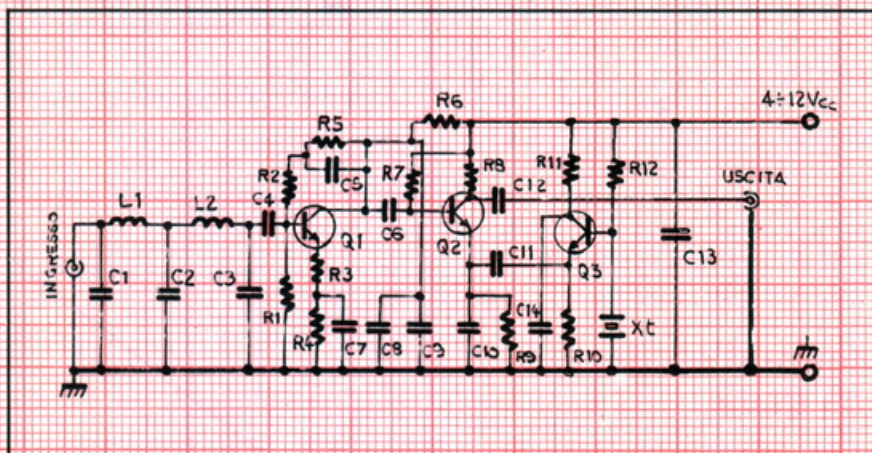 R6
4÷12Vcc
R5
R2
C5
R7
R8
R11
R12
C12
USCITA
L1
L2
C4
INGRESSO
Q1
C6
Q2
Q3
C11
C13
C1
C2
C3
R3
R1
R4
C7
C8
C9
C10
C14
R9
R10
Xt